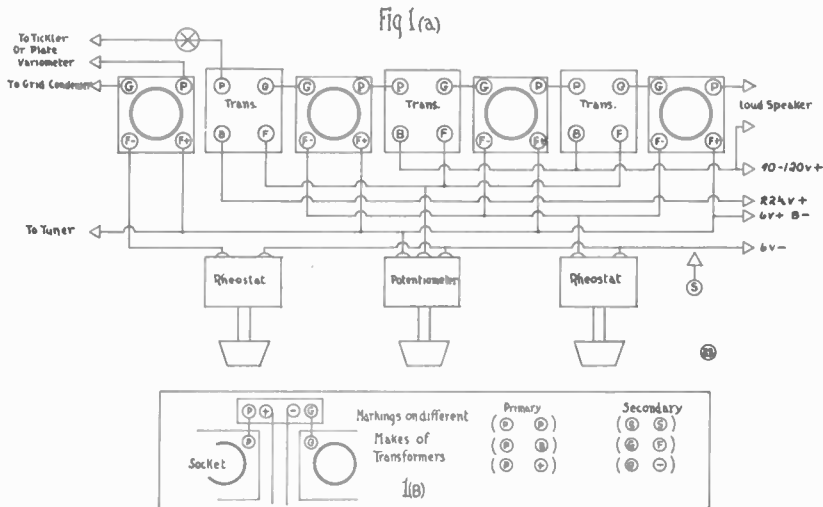 Fig 1(a)
To Tickler
Or Plate
Variometer
To Grid Condenser
G P
P G
G P
P G
G P
P G
G P
Trans.
Trans.
Trans.
Loud Speaker
F- F+
B F
F- F+
B F
F- F+
B F
F- F+
90-120v+
22½v+
6v+ B-
To Tuner
6v-
Rheostat
Potentiometer
Rheostat
S
P + - G
P
G
Socket
Markings on different
Makes of
Transformers
Primary
(P P)
(P B)
(P +)
Secondary
(S S)
(G F)
(G -)
1(B)